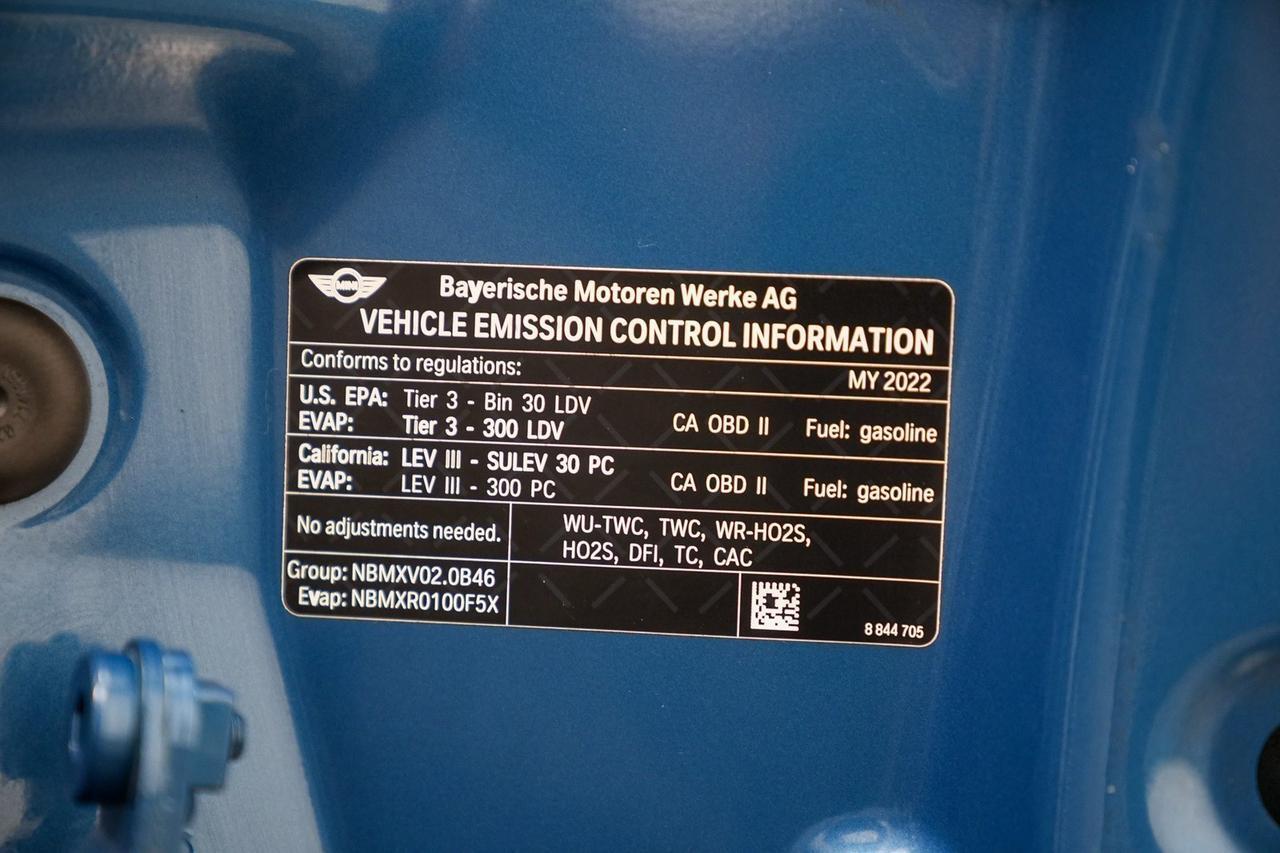 MINI
Bayerische Motoren Werke AG
VEHICLE EMISSION CONTROL INFORMATION
Conforms to regulations: MY 2022
U.S. EPA: Tier 3 - Bin 30 LDV
EVAP: Tier 3 - 300 LDV CA OBD II Fuel: gasoline
California: LEV III - SULEV 30 PC
EVAP: LEV III - 300 PC CA OBD II Fuel: gasoline
No adjustments needed.
WU-TWC, TWC, WR-HO2S,
HO2S, DFI, TC, CAC
Group: NBMXV02.0B46
Evap: NBMXR0100F5X
8 844 705